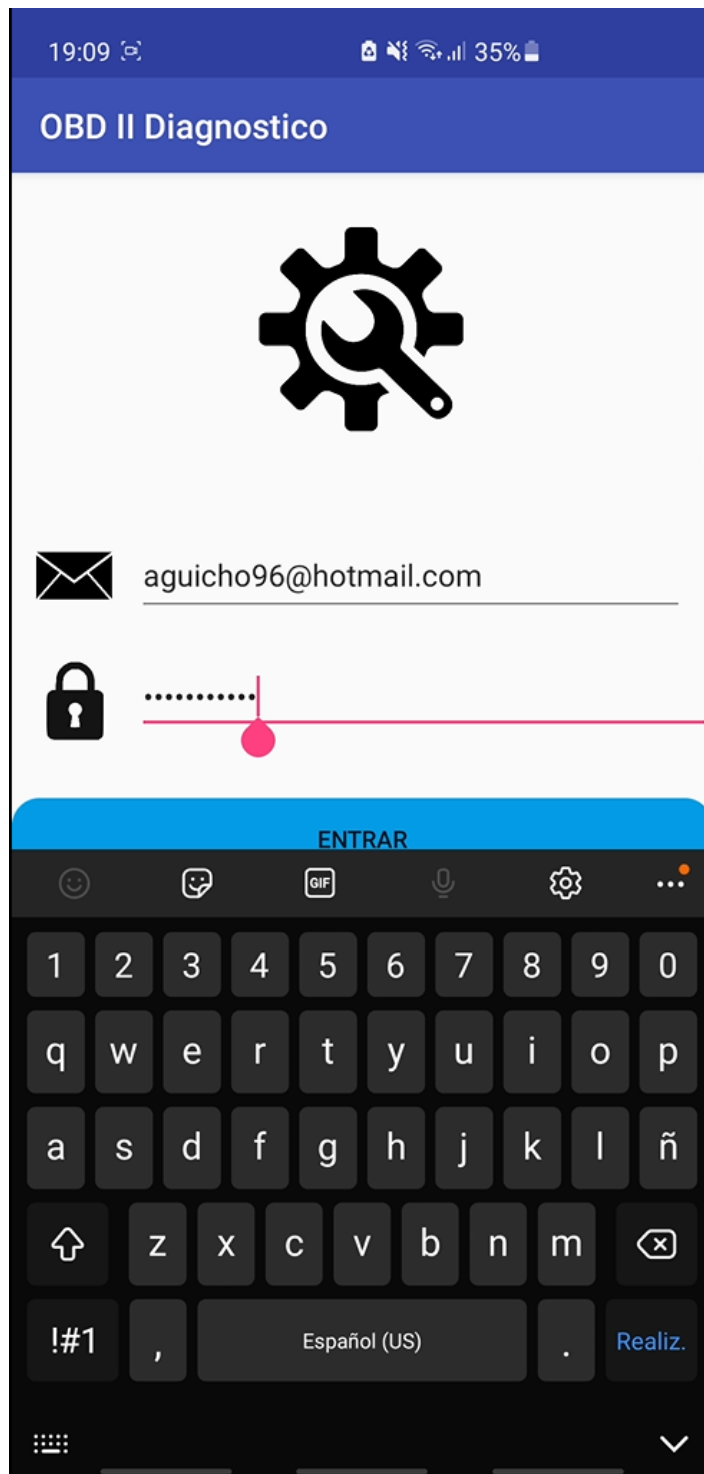 19:09 35%
OBD II Diagnostico
aguicho96@hotmail.com
•••••••••••
ENTRAR
GIF
1 2 3 4 5 6 7 8 9 0
q w e r t y u i o p
a s d f g h j k l ñ
z x c v b n m
!#1 , Español (US) . Realiz.